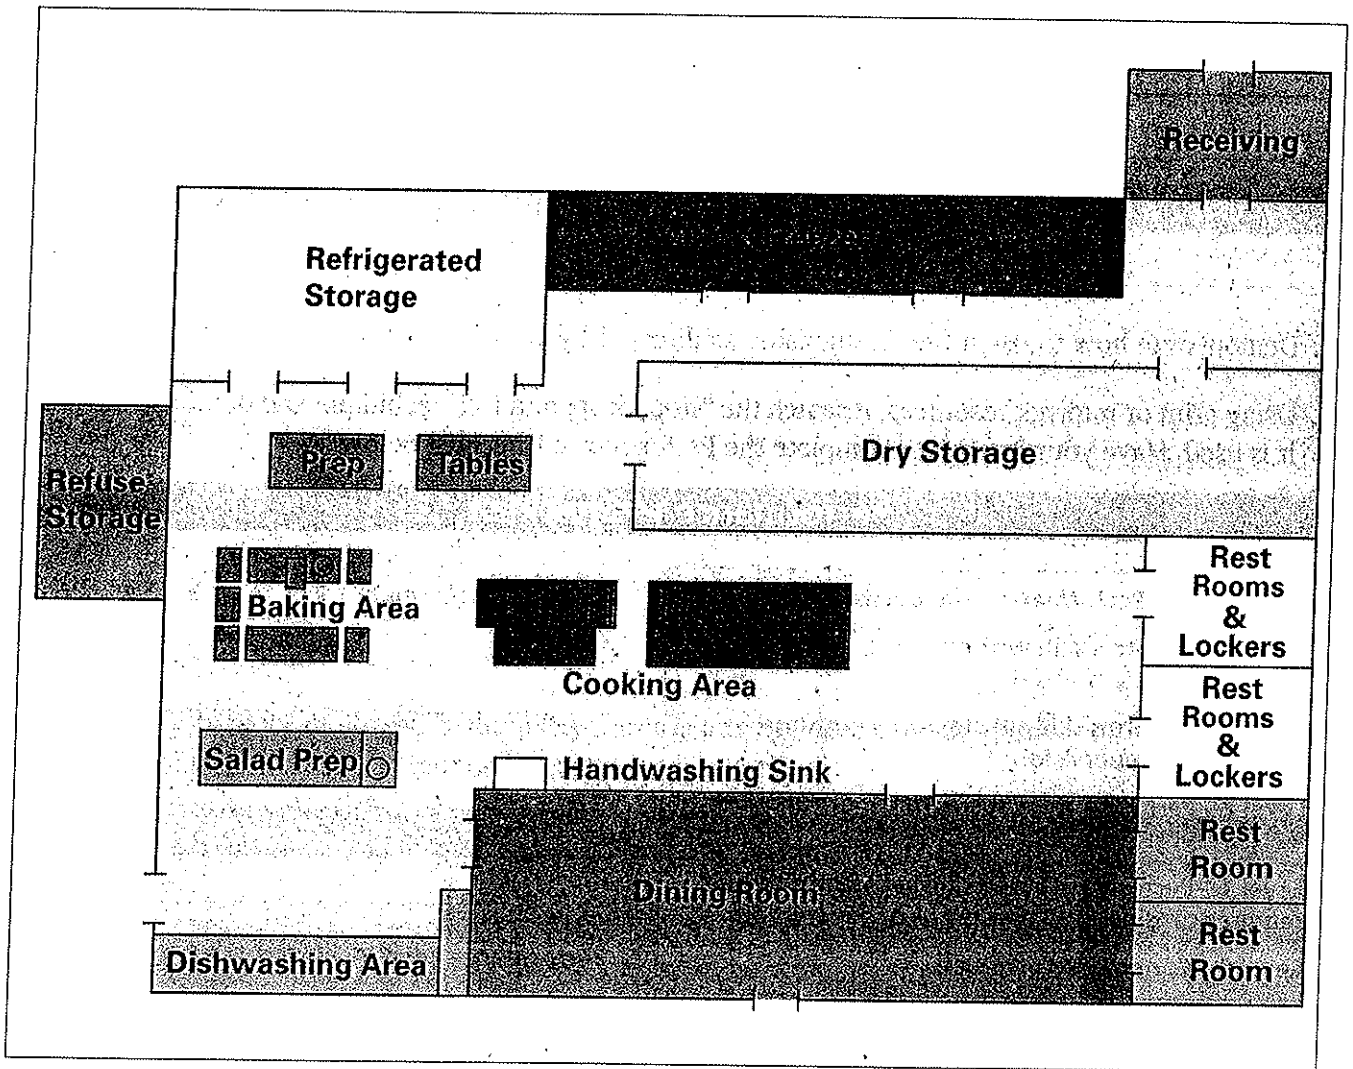 Receiving
Refrigerated
Storage
Dry Storage
Prep
Tables
Refuse
Storage
Baking Area
Cooking Area
Rest
Rooms
&
Lockers
Rest
Rooms
&
Lockers
Salad Prep
Handwashing Sink
Rest
Room
Dining Room
Rest
Room
Dishwashing Area